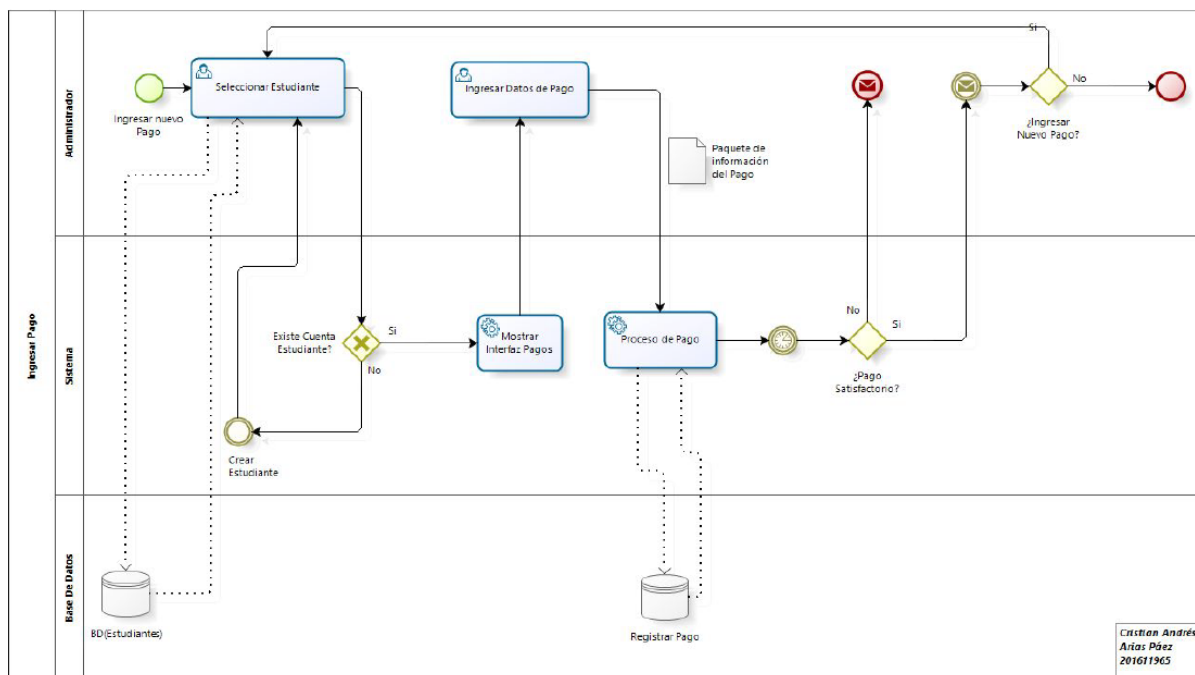 Ingresar Pago
Administrador
Ingresar nuevo
Pago
Seleccionar Estudiante
Ingresar Datos de Pago
Paquete de
información
del Pago
Si
No
¿Ingresar
Nuevo Pago?
Sistema
Existe Cuenta
Estudiante?
Si
No
Crear
Estudiante
Mostrar
Interfaz Pagos
Proceso de Pago
No
Si
¿Pago
Satisfactorio?
Base De Datos
BD(Estudiantes)
Registrar Pago
Cristian Andrés
Arias Páez
201611965